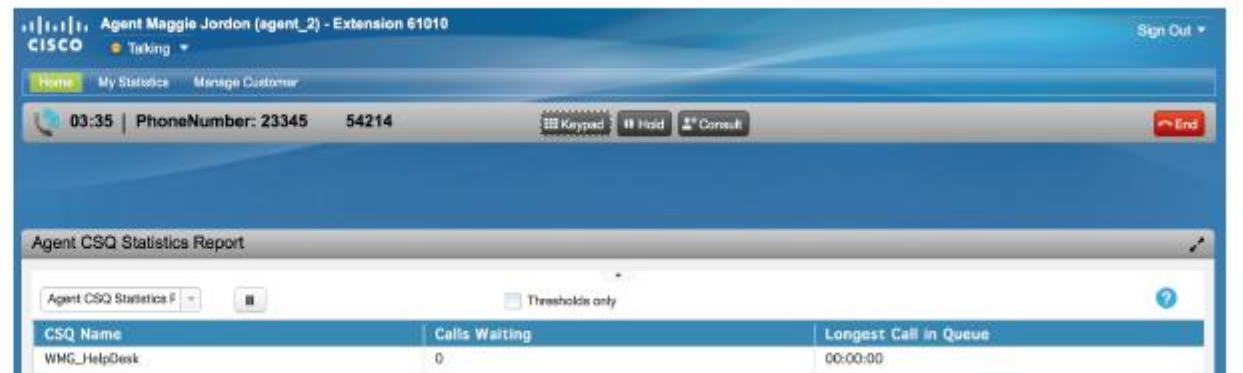 Agent Maggie Jordon (agent_2) - Extension 61010
Sign Out
CISCO
Talking
Home My Statistics Manage Customer
03:35 | PhoneNumber: 23345 54214 Keypad Hold Consult End
Agent CSQ Statistics Report
Agent CSQ Statistics F Thresholds only ?
CSQ Name Calls Waiting Longest Call in Queue
WMG_HelpDesk 0 00:00:00